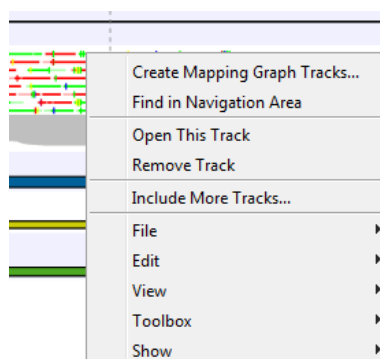 Create Mapping Graph Tracks...
Find in Navigation Area
Open This Track
Remove Track
Include More Tracks...
File
Edit
View
Toolbox
Show